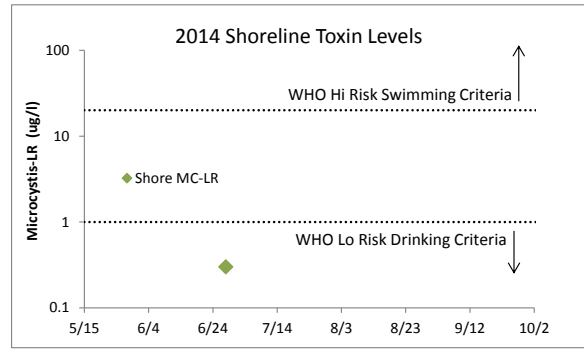 2014 Shoreline Toxin Levels
Microcystis-LR (ug/l)
100
10
1
0.1
WHO Hi Risk Swimming Criteria
Shore MC-LR
WHO Lo Risk Drinking Criteria
5/15 6/4 6/24 7/14 8/3 8/23 9/12 10/2